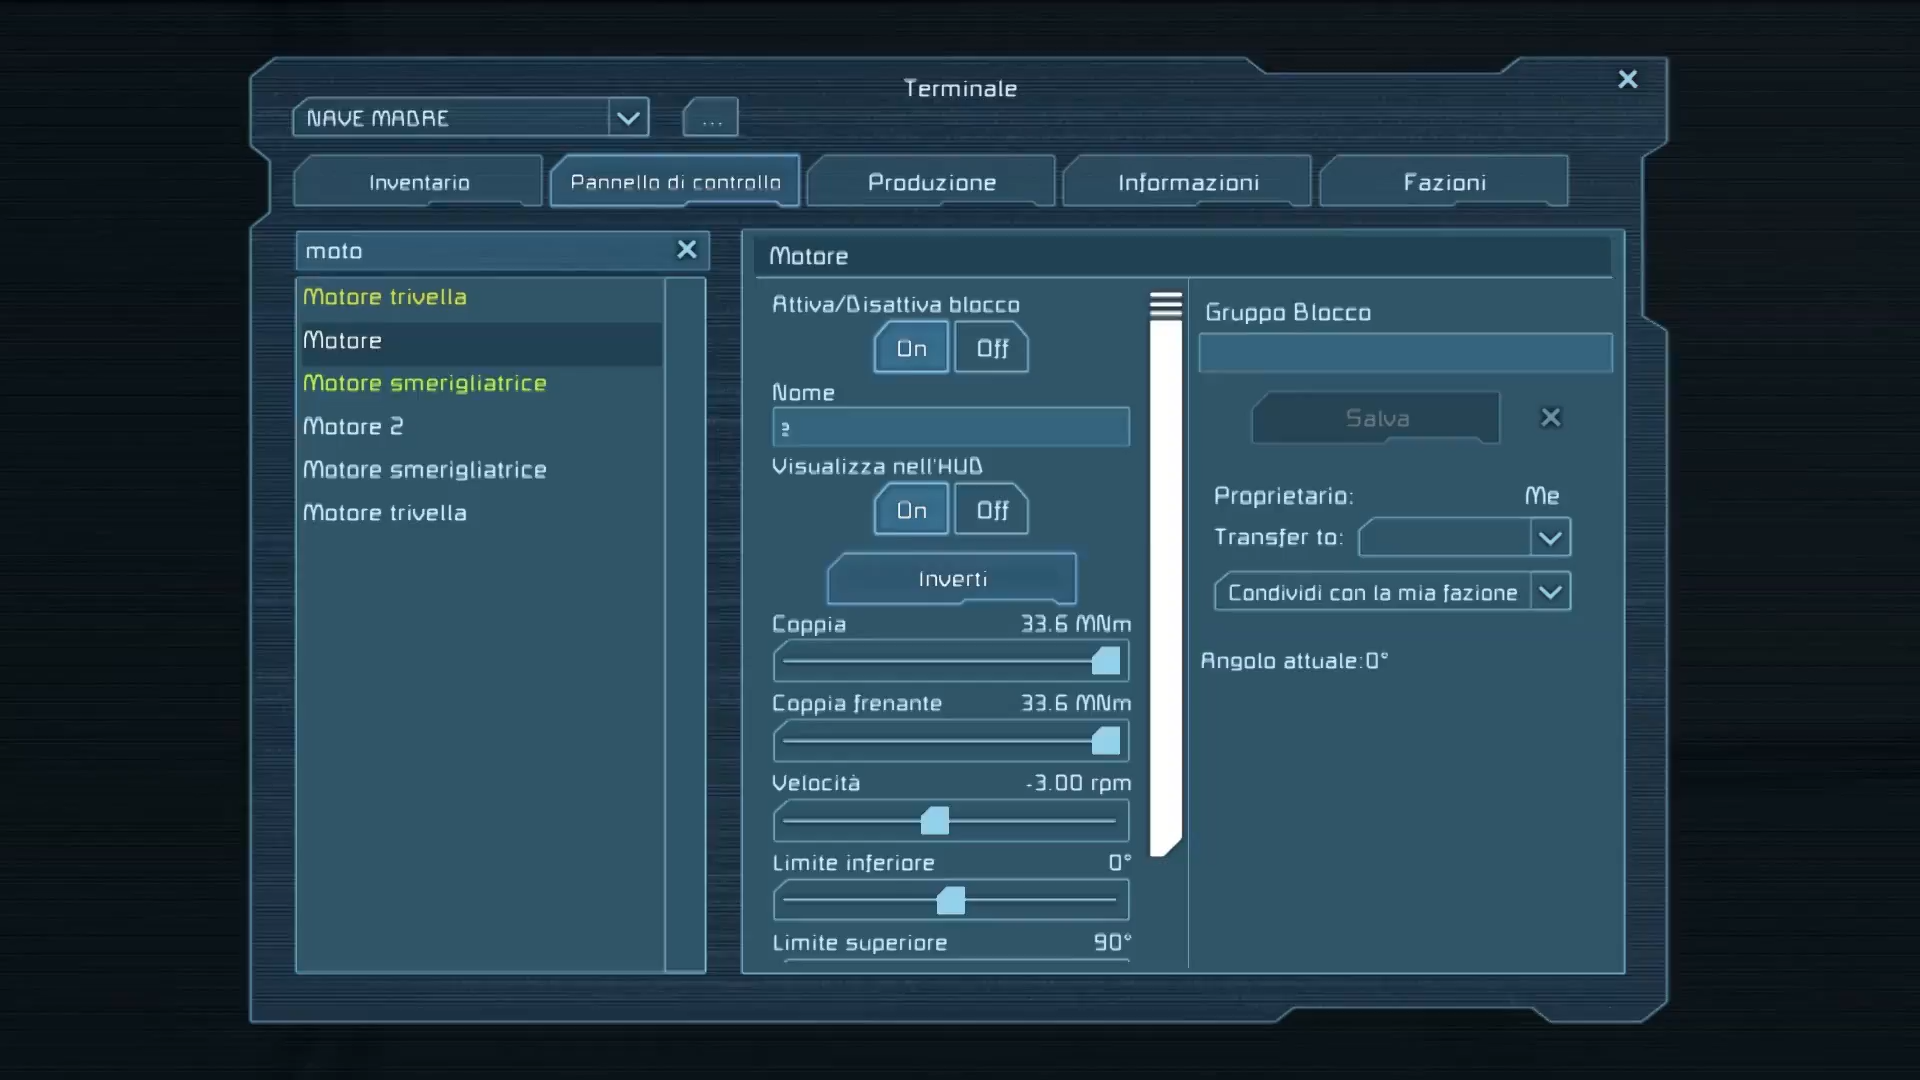 Terminale
NAVE MADRE
...
Inventario
Pannello di controllo
Produzione
Informazioni
Fazioni
moto
Motore trivella
Motore
Motore smerigliatrice
Motore 2
Motore smerigliatrice
Motore trivella
Motore
Attiva/Disattiva blocco
On
Off
Nome
e
Visualizza nell'HUD
On
Off
Inverti
Coppia 33.6 MNm
Coppia frenante 33.6 MNm
Velocità -3.00 rpm
Limite inferiore 0°
Limite superiore 90°
Gruppo Blocco
Salva
Proprietario: Me
Transfer to:
Condividi con la mia fazione
Angolo attuale:0°